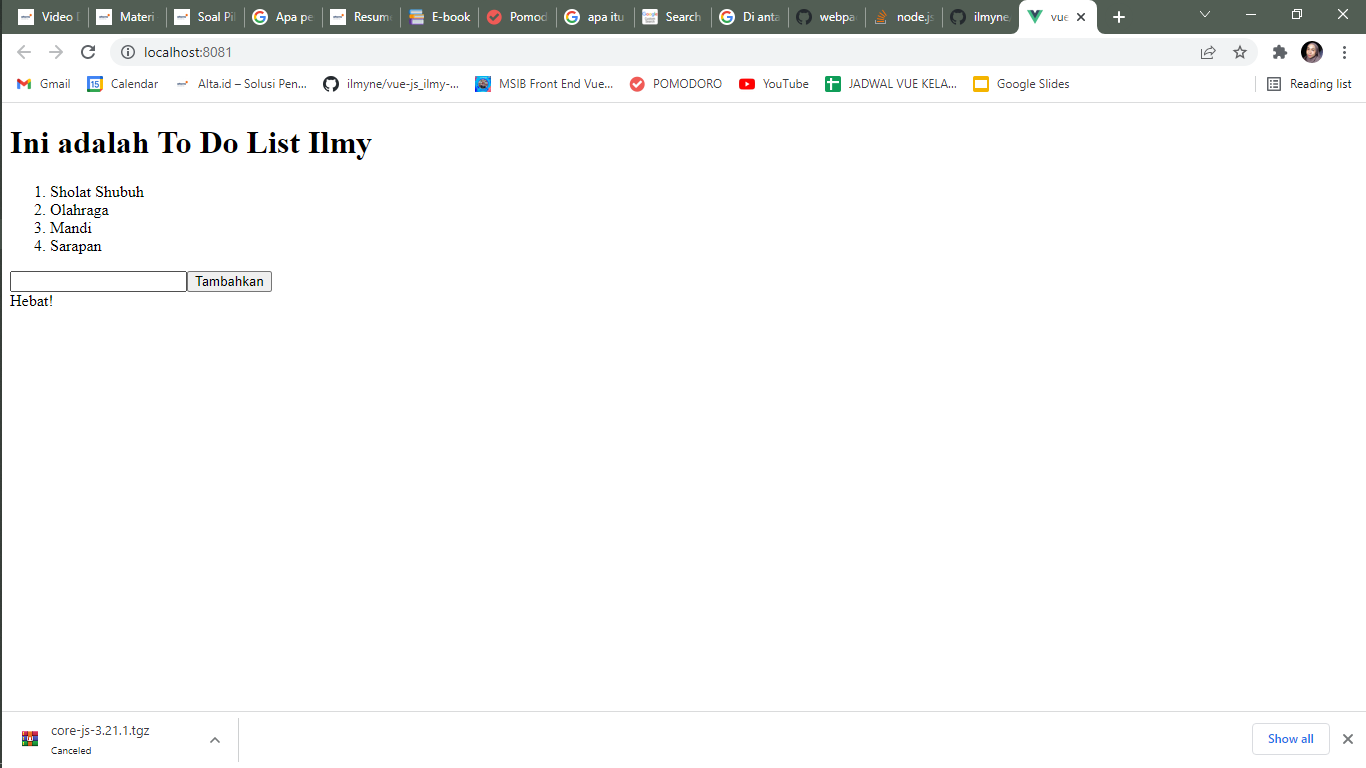 Video Materi Soal Pil Apa pe Resume E-book Pomod apa itu Search Di anta webpa node.js ilmyne/ vue
localhost:8081
Gmail Calendar Alta.id – Solusi Pen... ilmyne/vue-js_ilmy-... MSIB Front End Vue... POMODORO YouTube JADWAL VUE KELA... Google Slides Reading list
Ini adalah To Do List Ilmy
1. Sholat Shubuh
2. Olahraga
3. Mandi
4. Sarapan
Tambahkan
Hebat!
core-js-3.21.1.tgz
Canceled
Show all